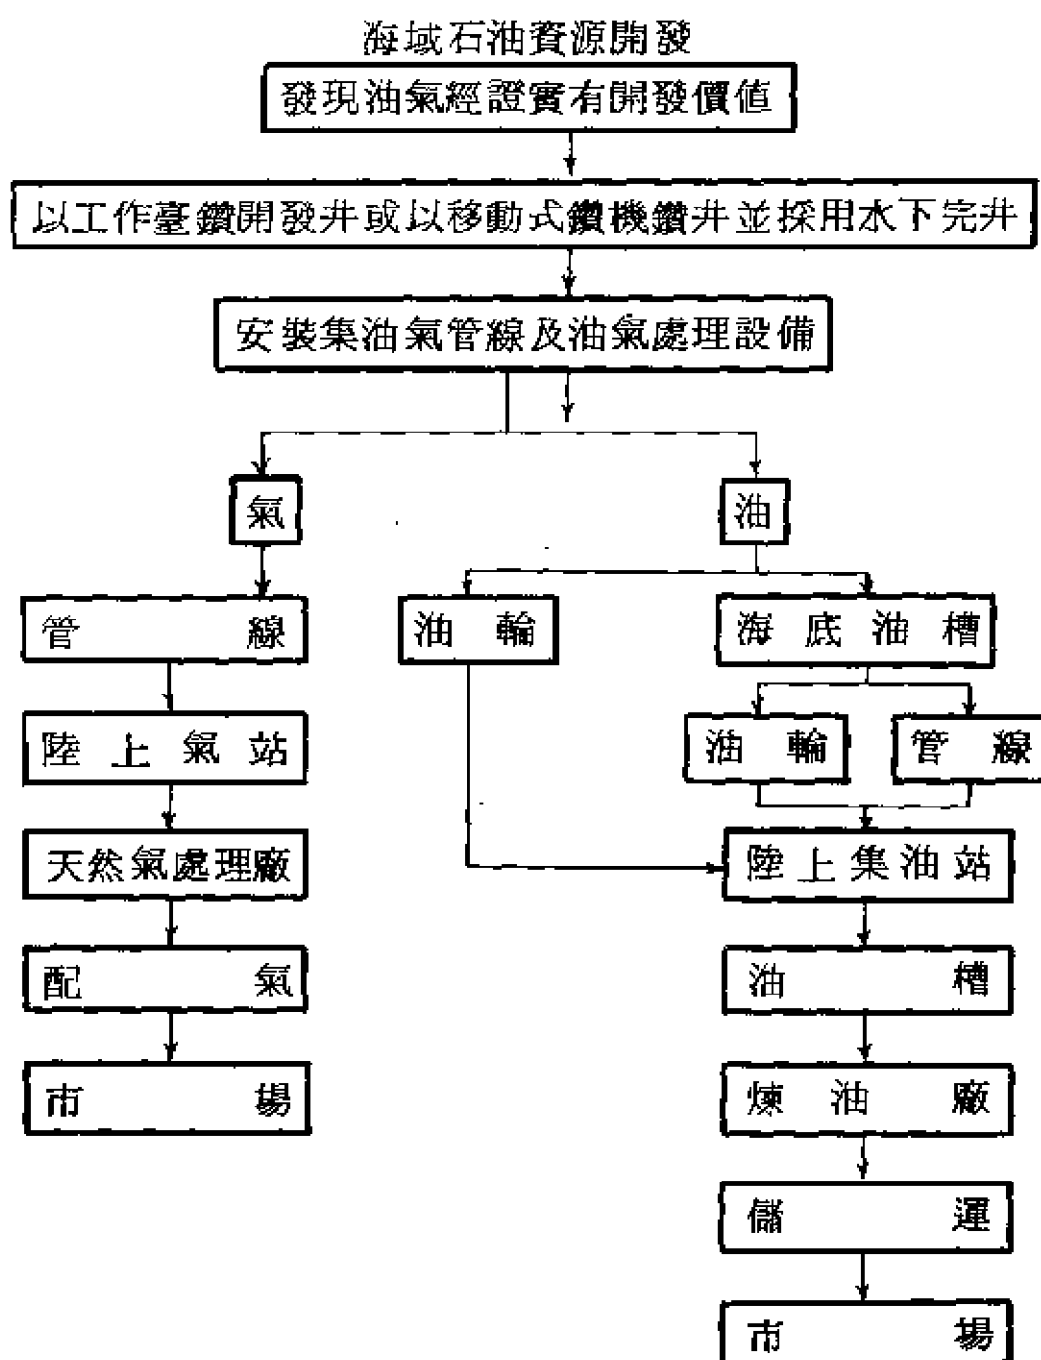 海域石油資源開發
發現油氣經證實有開發價值
以工作臺鑽開發井或以移動式鑽機鑽井並採用水下完井
安裝集油氣管線及油氣處理設備
氣
油
管線
油輪
海底油槽
陸上氣站
油輪
管線
天然氣處理廠
陸上集油站
配氣
油槽
市場
煉油廠
儲運
市場